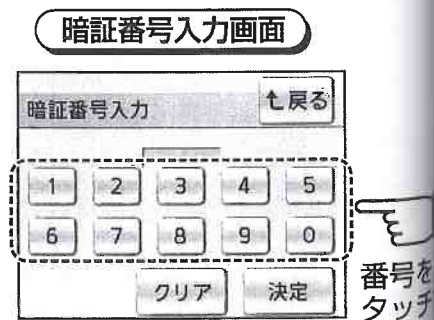 暗証番号入力画面
暗証番号入力
戻る
1 2 3 4 5
6 7 8 9 0
クリア 決定
番号を
タッチ